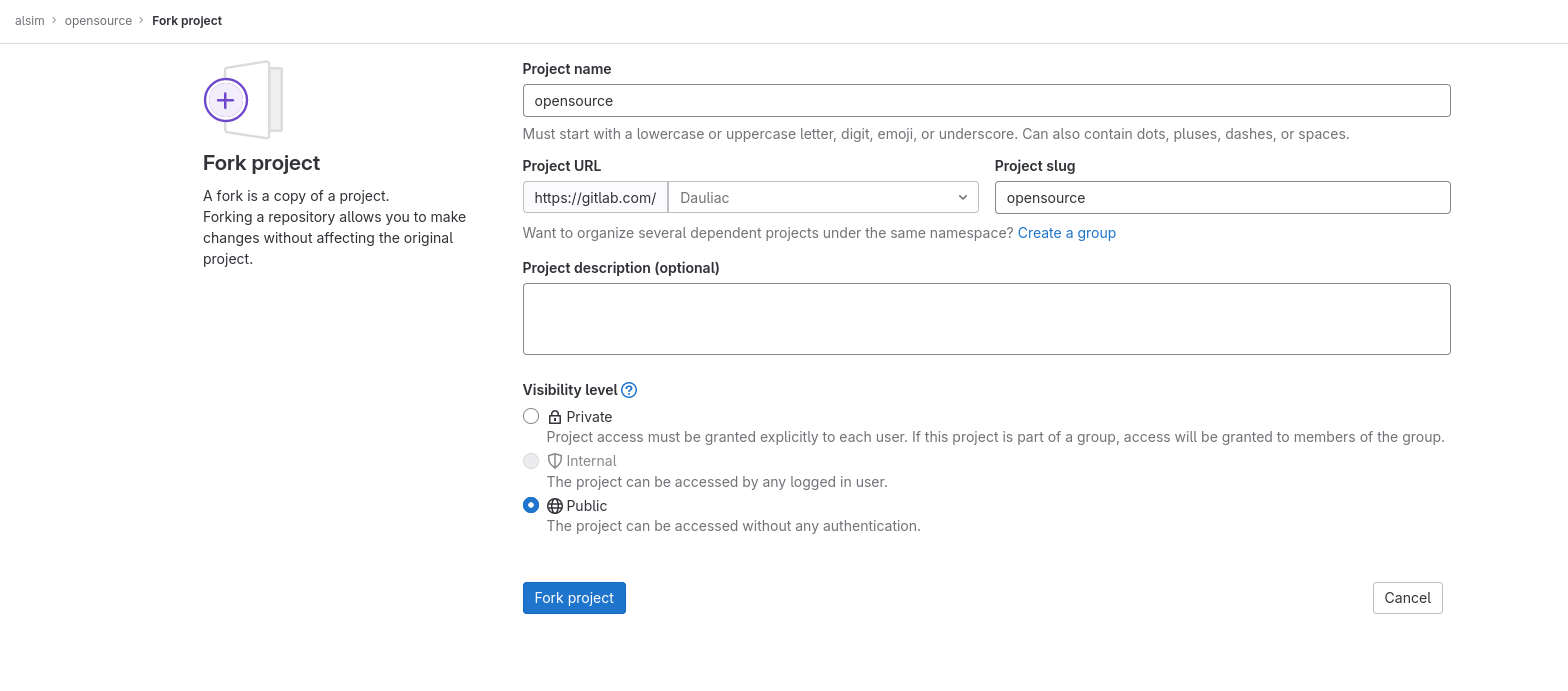 alsim > opensource > Fork project
Fork project
A fork is a copy of a project.
Forking a repository allows you to make
changes without affecting the original
project.
Project name
opensource
Must start with a lowercase or uppercase letter, digit, emoji, or underscore. Can also contain dots, pluses, dashes, or spaces.
Project URL
https://gitlab.com/ Dauliac
Project slug
opensource
Want to organize several dependent projects under the same namespace? Create a group
Project description (optional)
Visibility level
Private
Project access must be granted explicitly to each user. If this project is part of a group, access will be granted to members of the group.
Internal
The project can be accessed by any logged in user.
Public
The project can be accessed without any authentication.
Fork project
Cancel